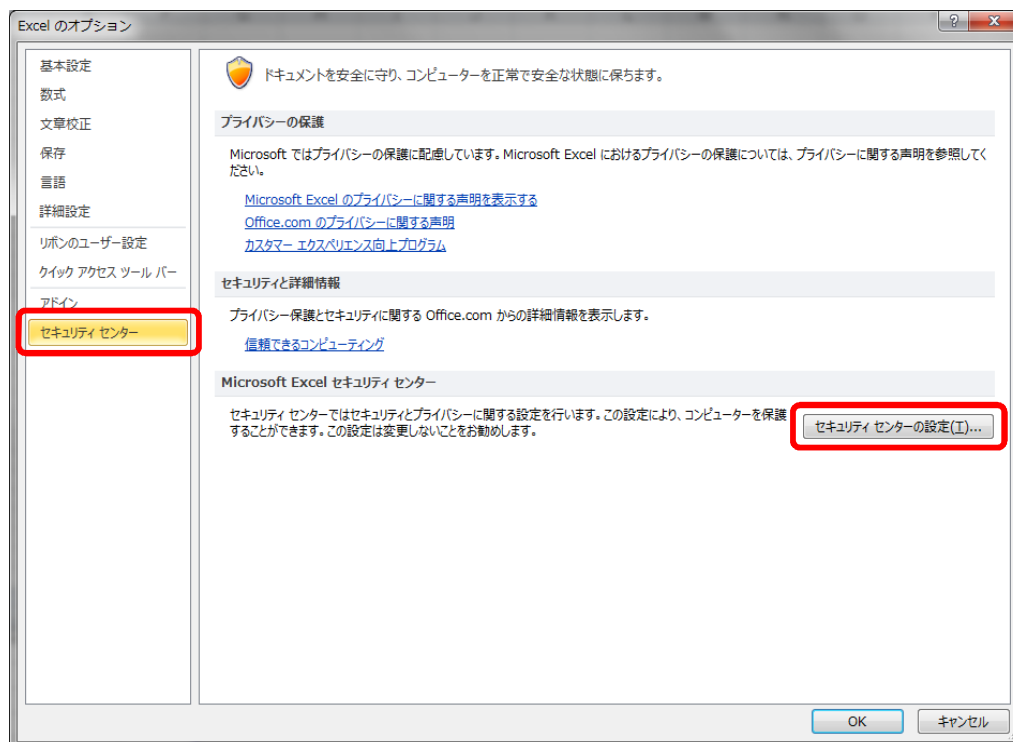 Excel のオプション
基本設定
数式
文章校正
保存
言語
詳細設定
リボンのユーザー設定
クイック アクセス ツール バー
アドイン
セキュリティ センター
ドキュメントを安全に守り、コンピューターを正常で安全な状態に保ちます。
プライバシーの保護
Microsoft ではプライバシーの保護に配慮しています。Microsoft Excel におけるプライバシーの保護については、プライバシーに関する声明を参照してく
ださい。
Microsoft Excel のプライバシーに関する声明を表示する
Office.com のプライバシーに関する声明
カスタマー エクスペリエンス向上プログラム
セキュリティと詳細情報
プライバシー保護とセキュリティに関する Office.com からの詳細情報を表示します。
信頼できるコンピューティング
Microsoft Excel セキュリティ センター
セキュリティ センターではセキュリティとプライバシーに関する設定を行います。この設定により、コンピューターを保護
することができます。この設定は変更しないことをお勧めします。
セキュリティ センターの設定(T)...
OK
キャンセル